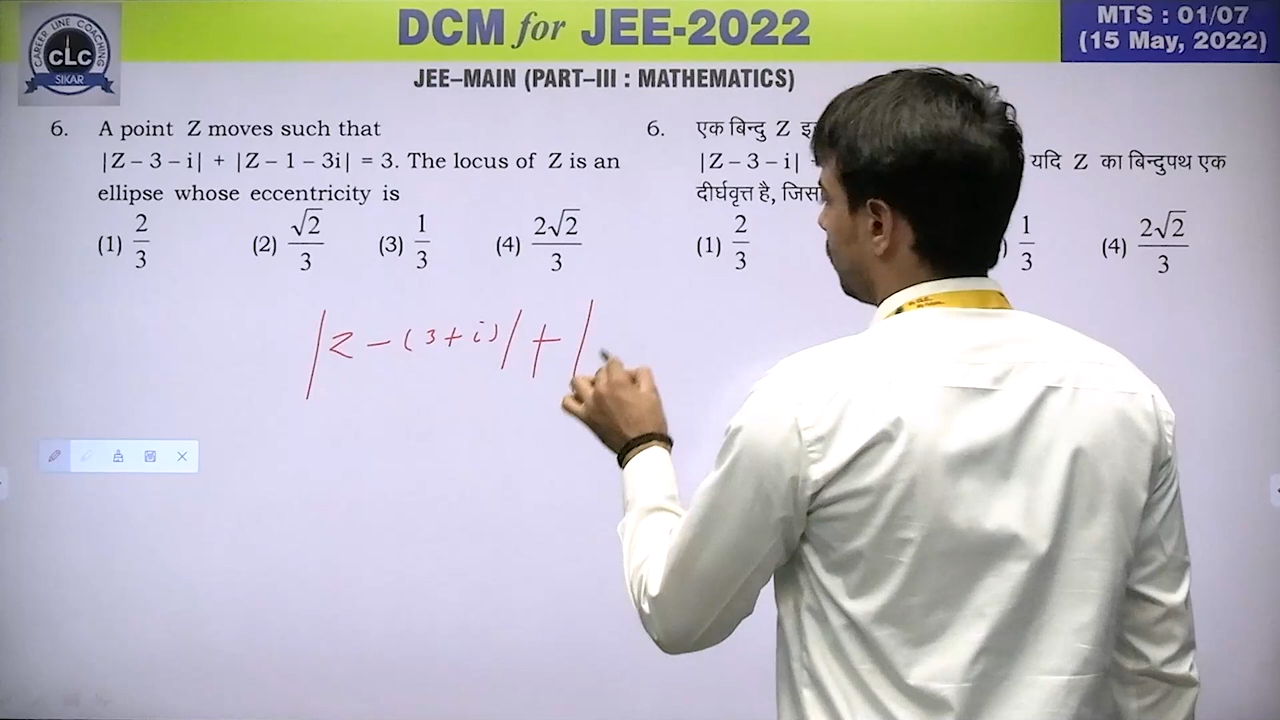 CAREER LINE COACHING
CLC
SIKAR
DCM for JEE-2022
MTS : 01/07
(15 May, 2022)
JEE–MAIN (PART–III : MATHEMATICS)
6. A point Z moves such that
|Z – 3 – i| + |Z – 1 – 3i| = 3. The locus of Z is an
ellipse whose eccentricity is
(1) 2/3 (2) √2/3 (3) 1/3 (4) 2√2/3
6. एक बिन्दु Z
|Z – 3 – i| यदि Z का बिन्दुपथ एक
दीर्घवृत्त है,
(1) 2/3 ) 1/3 (4) 2√2/3
|z – (3 + i)| + |